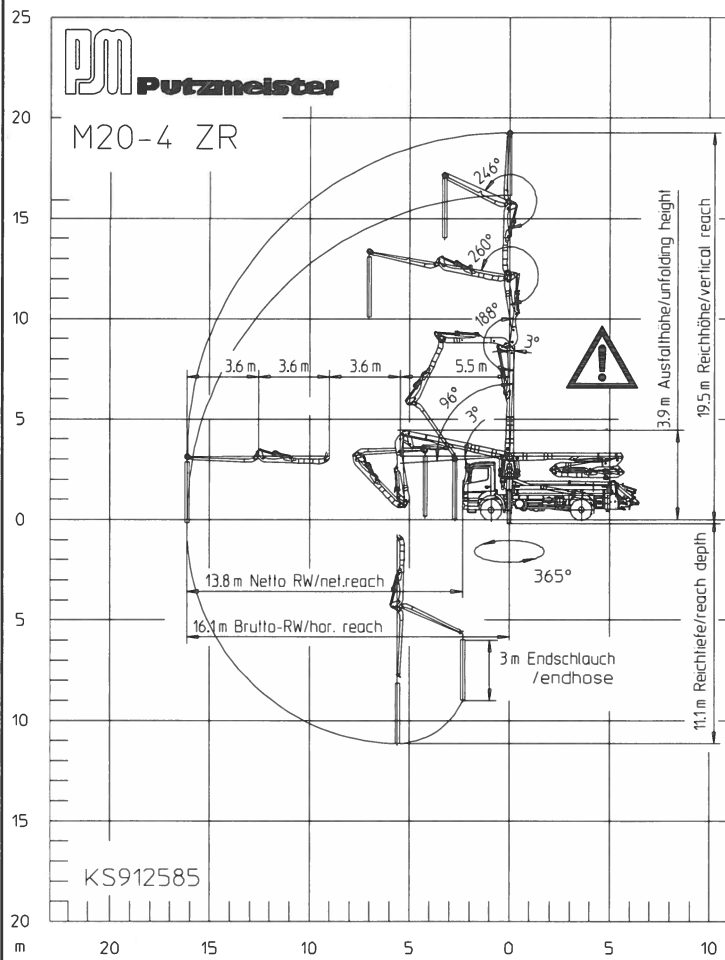 25
20
15
10
5
0
5
10
15
20
m
PM Putzmeister
M20-4 ZR
246°
260°
188°
3°
3.6 m
3.6 m
3.6 m
5.5 m
96°
3°
3.9 m Ausfalthöhe/unfolding height
19.5 m Reichhöhe/vertical reach
365°
13.8 m Netto RW/net.reach
16.1m Brutto-RW/hor. reach
3 m Endschlauch
/endhose
11.1m Reichtiefe/reach depth
KS912585
20
15
10
5
0
5
10